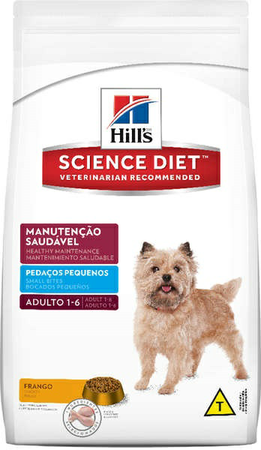 Hill's
SCIENCE DIET™
VETERINARIAN RECOMMENDED
MANUTENÇÃO
SAUDÁVEL
HEALTHY MAINTENANCE
MANTENIMIENTO SALUDABLE
PEDAÇOS PEQUENOS
SMALL BITES
BOCADOS PEQUEÑOS
ADULTO 1-6 ADULT 1-6
ADULTO 1-6
FRANGO
T